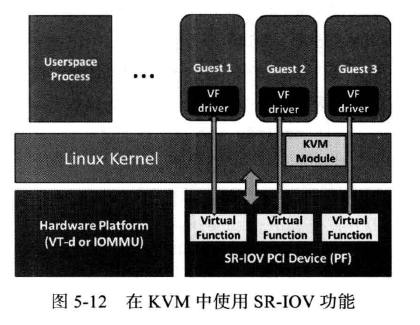 Userspace
Process
...
Guest 1
Guest 2
Guest 3
VF
driver
VF
driver
VF
driver
Linux Kernel
KVM
Module
Hardware Platform
(VT-d or IOMMU)
Virtual
Function
Virtual
Function
Virtual
Function
SR-IOV PCI Device (PF)
图 5-12 在 KVM 中使用 SR-IOV 功能